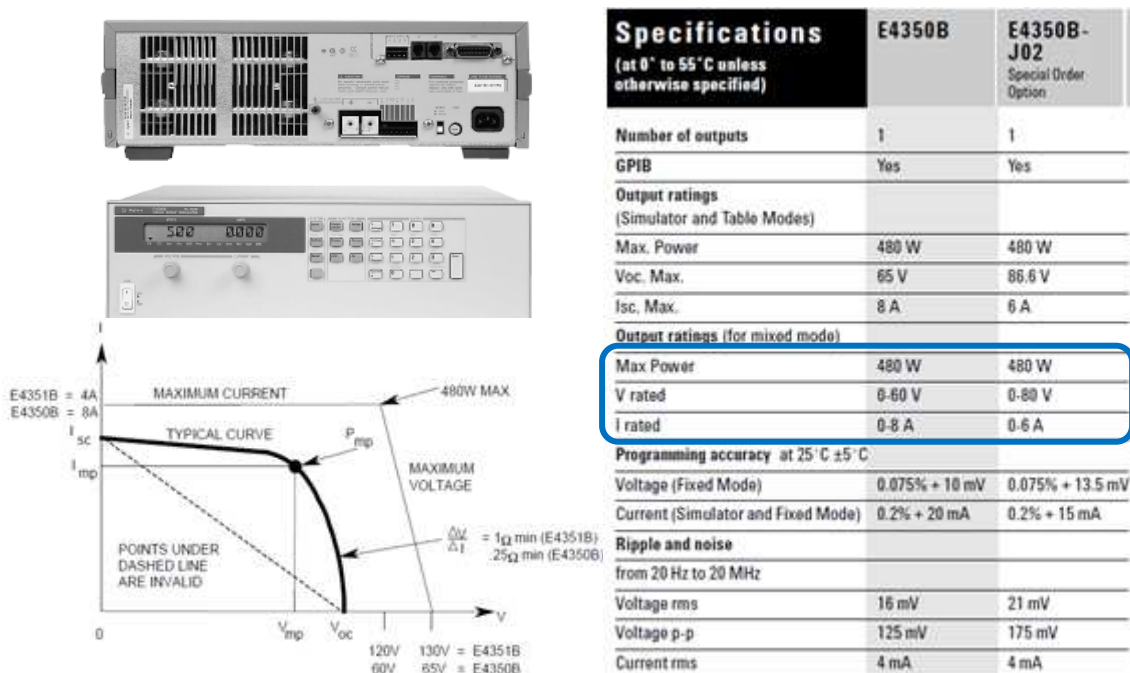 5.00 0.000
I
E4351B = 4A
E4350B = 8A
MAXIMUM CURRENT
480W MAX
I sc
TYPICAL CURVE
P mp
I mp
MAXIMUM
VOLTAGE
ΔV/ΔI = 1Ω min (E4351B)
.25Ω min (E4350B)
POINTS UNDER
DASHED LINE
ARE INVALID
0 Vmp Voc V
120V 130V = E4351B
60V 65V = E4350B
Specifications E4350B E4350B-
J02
(at 0° to 55°C unless
otherwise specified)
Special Order
Option
Number of outputs 1 1
GPIB Yes Yes
Output ratings
(Simulator and Table Modes)
Max. Power 480 W 480 W
Voc. Max. 65 V 86.6 V
Isc. Max. 8 A 6 A
Output ratings (for mixed mode)
Max Power 480 W 480 W
V rated 0-60 V 0-80 V
I rated 0-8 A 0-6 A
Programming accuracy at 25°C ±5°C
Voltage (Fixed Mode) 0.075% + 10 mV 0.075% + 13.5 mV
Current (Simulator and Fixed Mode) 0.2% + 20 mA 0.2% + 15 mA
Ripple and noise
from 20 Hz to 20 MHz
Voltage rms 16 mV 21 mV
Voltage p-p 125 mV 175 mV
Current rms 4 mA 4 mA